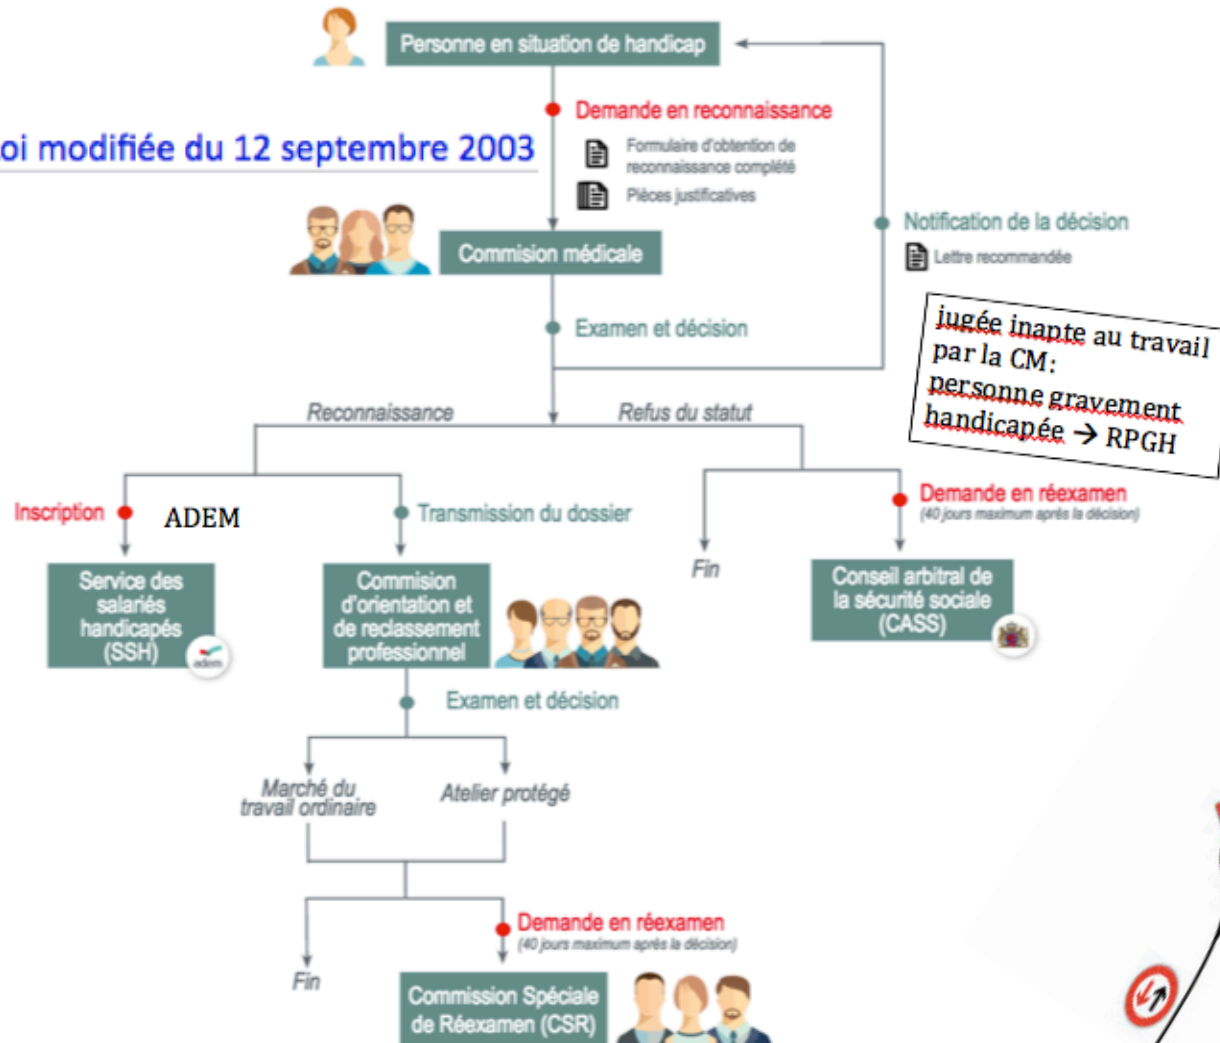 Personne en situation de handicap
Demande en reconnaissance
oi modifiée du 12 septembre 2003
Formulaire d'obtention de
reconnaissance complété
Pièces justificatives
Commision médicale
Notification de la décision
Lettre recommandée
Examen et décision
jugée inapte au travail
par la CM:
personne gravement
handicapée → RPGH
Reconnaissance
Refus du statut
Inscription
ADEM
Transmission du dossier
Demande en réexamen
(40 jours maximum après la décision)
Service des
salariés
handicapés
(SSH)
adem
Commision
d'orientation et
de reclassement
professionnel
Fin
Conseil arbitral de
la sécurité sociale
(CASS)
Examen et décision
Marché du
travail ordinaire
Atelier protégé
Demande en réexamen
(40 jours maximum après la décision)
Fin
Commission Spéciale
de Réexamen (CSR)